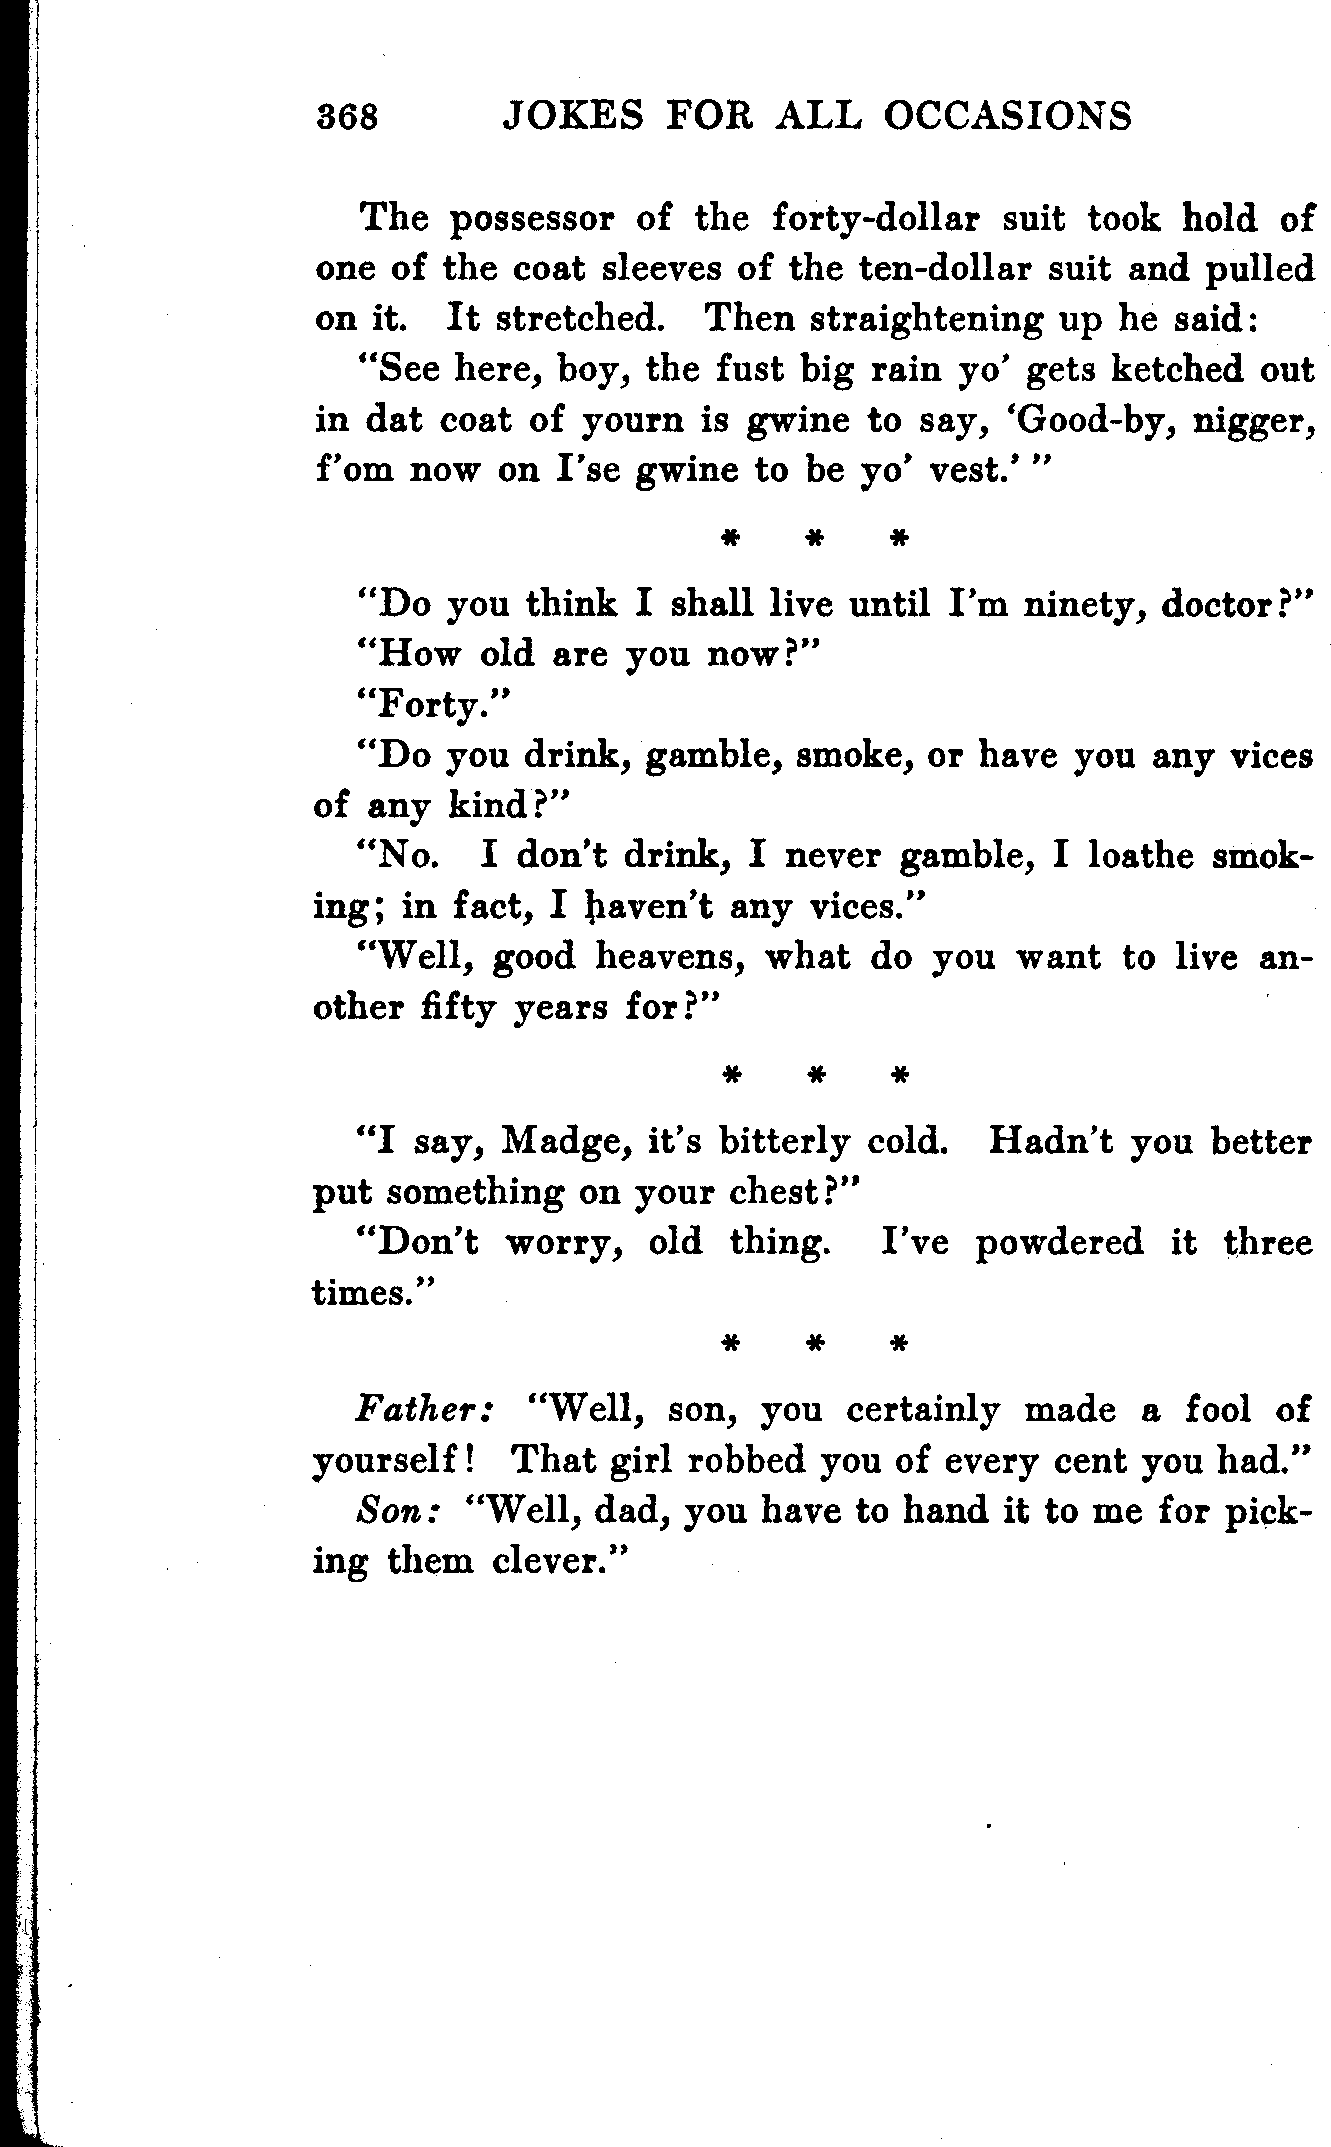 368 JOKES FOR ALL OCCASIONS
The possessor of the forty-dollar suit took hold of
one of the coat sleeves of the ten-dollar suit and pulled
on it. It stretched. Then straightening up he said:
“See here, boy, the fust big rain yo’ gets ketched out
in dat coat of yourn is gwine to say, ‘Good-by, nigger,
f’om now on I’se gwine to be yo’ vest.’ ”
* * *
“Do you think I shall live until I’m ninety, doctor?”
“How old are you now?”
“Forty.”
“Do you drink, gamble, smoke, or have you any vices
of any kind?”
“No. I don’t drink, I never gamble, I loathe smok-
ing; in fact, I haven’t any vices.”
“Well, good heavens, what do you want to live an-
other fifty years for?”
* * *
“I say, Madge, it’s bitterly cold. Hadn’t you better
put something on your chest?”
“Don’t worry, old thing. I’ve powdered it three
times.”
* * *
Father: “Well, son, you certainly made a fool of
yourself! That girl robbed you of every cent you had.”
Son: “Well, dad, you have to hand it to me for pick-
ing them clever.”